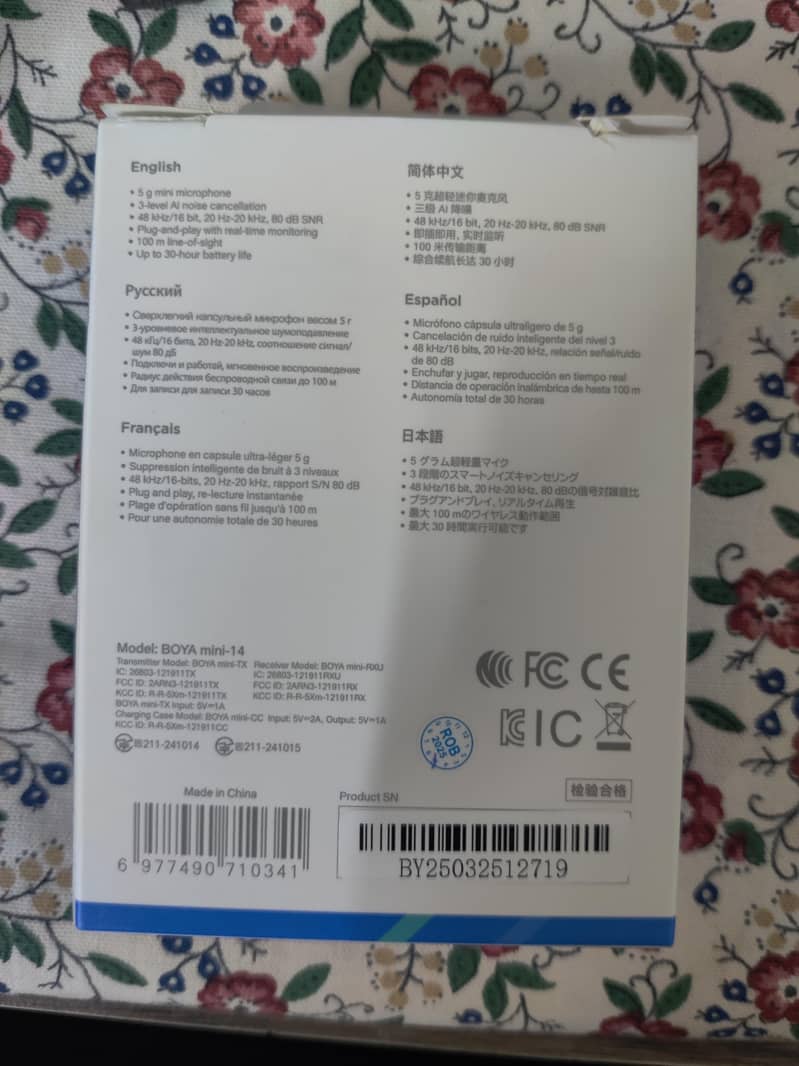 English
• 5 g mini microphone
• 3-level AI noise cancellation
• 48 kHz/16 bit, 20 Hz-20 kHz, 80 dB SNR
• Plug-and-play with real-time monitoring
• 100 m line-of-sight
• Up to 30-hour battery life
Русский
• Сверхлегкий капсульный микрофон весом 5 г
• 3-уровневое интеллектуальное шумоподавление
• 48 кГц/16 бита, 20 Hz-20 kHz, соотношение сигнал/
шум 80 дБ
• Подключи и работай, мгновенное воспроизведение
• Радиус действия беспроводной связи до 100 м
• Для записи для записи 30 часов
Français
• Microphone en capsule ultra-léger 5 g
• Suppression intelligente de bruit à 3 niveaux
• 48 kHz/16-bits, 20 Hz-20 kHz, rapport S/N 80 dB
• Plug and play, re-lecture instantanée
• Plage d'opération sans fil jusqu'à 100 m
• Pour une autonomie totale de 30 heures
简体中文
• 5 克超轻迷你麦克风
• 三级 AI 降噪
• 48 kHz/16 bit, 20 Hz-20 kHz, 80 dB SNR
• 即插即用, 实时监听
• 100 米传输距离
• 综合续航长达 30 小时
Español
• Micrófono cápsula ultraligero de 5 g
• Cancelación de ruido inteligente del nivel 3
• 48 kHz/16 bits, 20 Hz-20 kHz, relación señal/ruido
de 80 dB
• Enchufar y jugar, reproducción en tiempo real
• Distancia de operación inalámbrica de hasta 100 m
• Autonomía total de 30 horas
日本語
• 5 グラム超軽量マイク
• 3 段階のスマートノイズキャンセリング
• 48 kHz/16 bit, 20 Hz-20 kHz, 80 dBの信号対雑音比
• プラグアンドプレイ、リアルタイム再生
• 最大 100 mのワイヤレス動作範囲
• 最大 30 時間実行可能です
Model: BOYA mini-14
Transmitter Model: BOYA mini-TX Receiver Model: BOYA mini-RXU
IC: 26803-121911TX IC: 26803-121911RXU
FCC ID: 2ARN3-121911TX FCC ID: 2ARN3-121911RX
KCC ID: R-R-5Xm-121911TX KCC ID: R-R-5Xm-121911RX
BOYA mini-TX Input: 5V⎓1A
Charging Case Model: BOYA mini-CC Input: 5V⎓2A, Output: 5V⎓1A
KCC-ID: R-R-5Xm-121911CC
211-241014 211-241015
FC CE
IC
ROB
2025
Made in China
6 977490 710341
Product SN
检验合格
BY25032512719